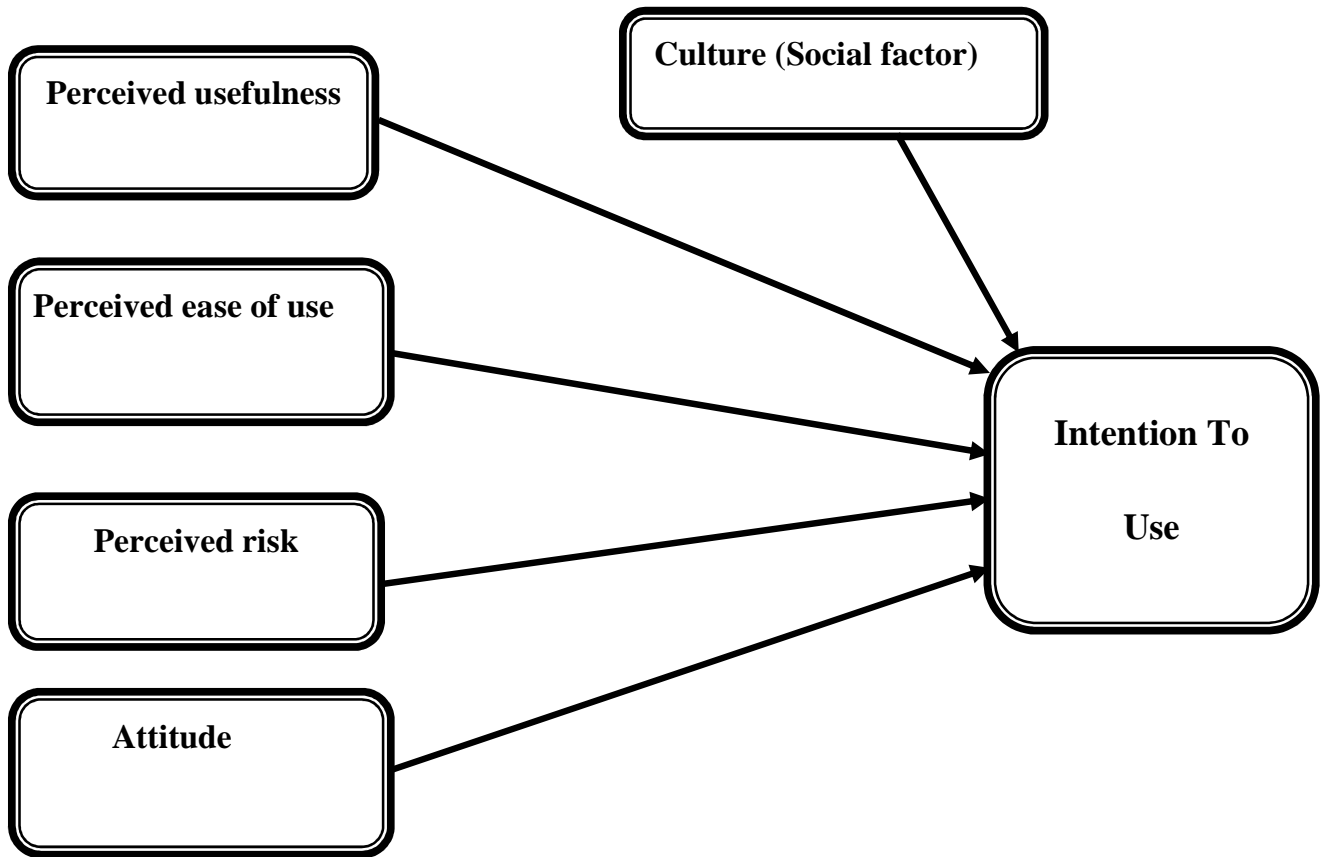 Culture (Social factor)
Perceived usefulness
Perceived ease of use
Intention To
Use
Perceived risk
Attitude